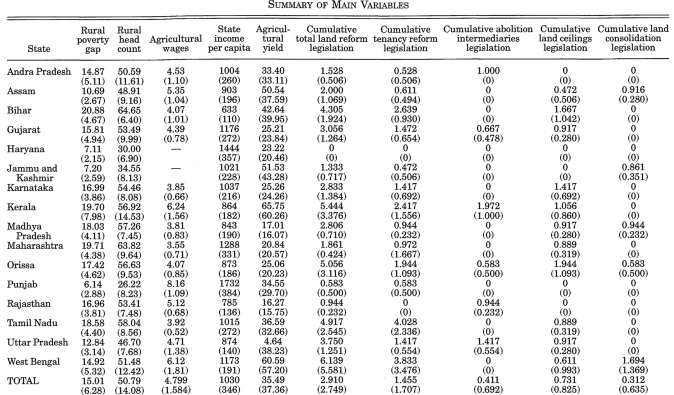 SUMMARY OF MAIN VARIABLES
State | Rural poverty gap | Rural head count | Agricultural wages | State income per capita | Agricul-tural yield | Cumulative total land reform legislation | Cumulative tenancy reform legislation | Cumulative abolition intermediaries legislation | Cumulative land ceilings legislation | Cumulative land consolidation legislation
Andra Pradesh 14.87 50.59 4.53 1004 33.40 1.528 0.528 1.000 0 0
(5.11) (11.61) (1.10) (260) (33.11) (0.506) (0.506) (0) (0) (0)
Assam 10.69 48.91 5.35 903 50.54 2.000 0.611 0 0.472 0.916
(2.67) (9.16) (1.04) (196) (37.59) (1.069) (0.494) (0) (0.506) (0.280)
Bihar 20.88 64.65 4.07 633 42.64 4.305 2.639 0 1.667 0
(4.67) (6.40) (1.01) (110) (39.95) (1.924) (0.930) (0) (1.042) (0)
Gujarat 15.81 53.49 4.39 1176 25.21 3.056 1.472 0.667 0.917 0
(4.94) (9.99) (0.78) (272) (23.84) (1.264) (0.654) (0.478) (0.280) (0)
Haryana 7.11 30.00 — 1444 23.22 0 0 0 0 0
(2.15) (6.90) (357) (20.46) (0) (0) (0) (0) (0)
Jammu and 7.20 34.55 — 1021 51.53 1.333 0.472 0 0 0.861
Kashmir (2.59) (8.13) (228) (43.28) (0.717) (0.506) (0) (0) (0.351)
Karnataka 16.99 54.46 3.85 1037 25.26 2.833 1.417 0 1.417 0
(3.86) (8.08) (0.66) (216) (24.26) (1.384) (0.692) (0) (0.692) (0)
Kerala 19.70 56.92 6.24 864 65.75 5.444 2.417 1.972 1.056 0
(7.98) (14.53) (1.56) (182) (60.26) (3.376) (1.556) (1.000) (0.860) (0)
Madhya 18.03 57.26 3.81 843 17.01 2.806 0.944 0 0.917 0.944
Pradesh (4.11) (7.45) (0.83) (190) (16.07) (0.710) (0.232) (0) (0.280) (0.232)
Maharashtra 19.71 63.82 3.55 1288 20.84 1.861 0.972 0 0.889 0
(4.38) (9.64) (0.71) (331) (20.57) (0.424) (1.667) (0) (0.319) (0)
Orissa 17.42 56.63 4.07 873 25.06 5.056 1.944 0.583 1.944 0.583
(4.62) (9.53) (0.85) (186) (20.23) (3.116) (1.093) (0.500) (1.093) (0.500)
Punjab 6.14 26.22 8.16 1732 34.55 0.583 0.583 0 0 0
(2.88) (8.23) (1.09) (384) (29.70) (0.500) (0.500) (0) (0) (0)
Rajasthan 16.96 53.41 5.12 785 16.27 0.944 0 0.944 0 0
(3.81) (7.48) (0.68) (136) (15.75) (0.232) (0) (0.232) (0) (0)
Tamil Nadu 18.58 58.04 3.92 1015 36.59 4.917 4.028 0 0.889 0
(4.40) (8.56) (0.52) (272) (32.66) (2.545) (2.336) (0) (0.319) (0)
Uttar Pradesh 12.84 46.70 4.71 874 4.64 3.750 1.417 1.417 0.917 0
(3.14) (7.68) (1.38) (140) (38.23) (1.251) (0.554) (0.554) (0.280) (0)
West Bengal 14.92 51.48 6.12 1173 60.59 6.139 3.833 0 0.611 1.694
(5.32) (12.42) (1.81) (191) (57.20) (5.581) (3.476) (0) (0.993) (1.369)
TOTAL 15.01 50.79 4.799 1030 35.49 2.910 1.455 0.411 0.731 0.312
(6.28) (14.08) (1.584) (346) (37.36) (2.749) (1.707) (0.692) (0.825) (0.635)